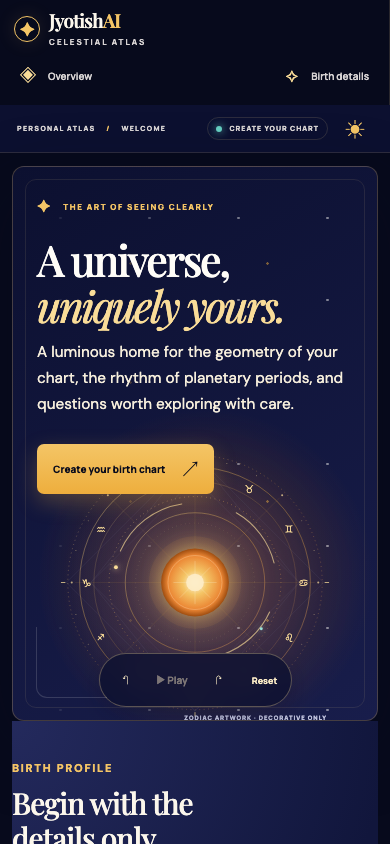 JyotishAI
CELESTIAL ATLAS
Overview
Birth details
PERSONAL ATLAS / WELCOME
CREATE YOUR CHART
THE ART OF SEEING CLEARLY
A universe,
uniquely yours.
A luminous home for the geometry of your
chart, the rhythm of planetary periods, and
questions worth exploring with care.
Create your birth chart
♉
♒ ♊
♑ ♋
♐ ♌
Play
Reset
ZODIAC ARTWORK · DECORATIVE ONLY
BIRTH PROFILE
Begin with the
details only